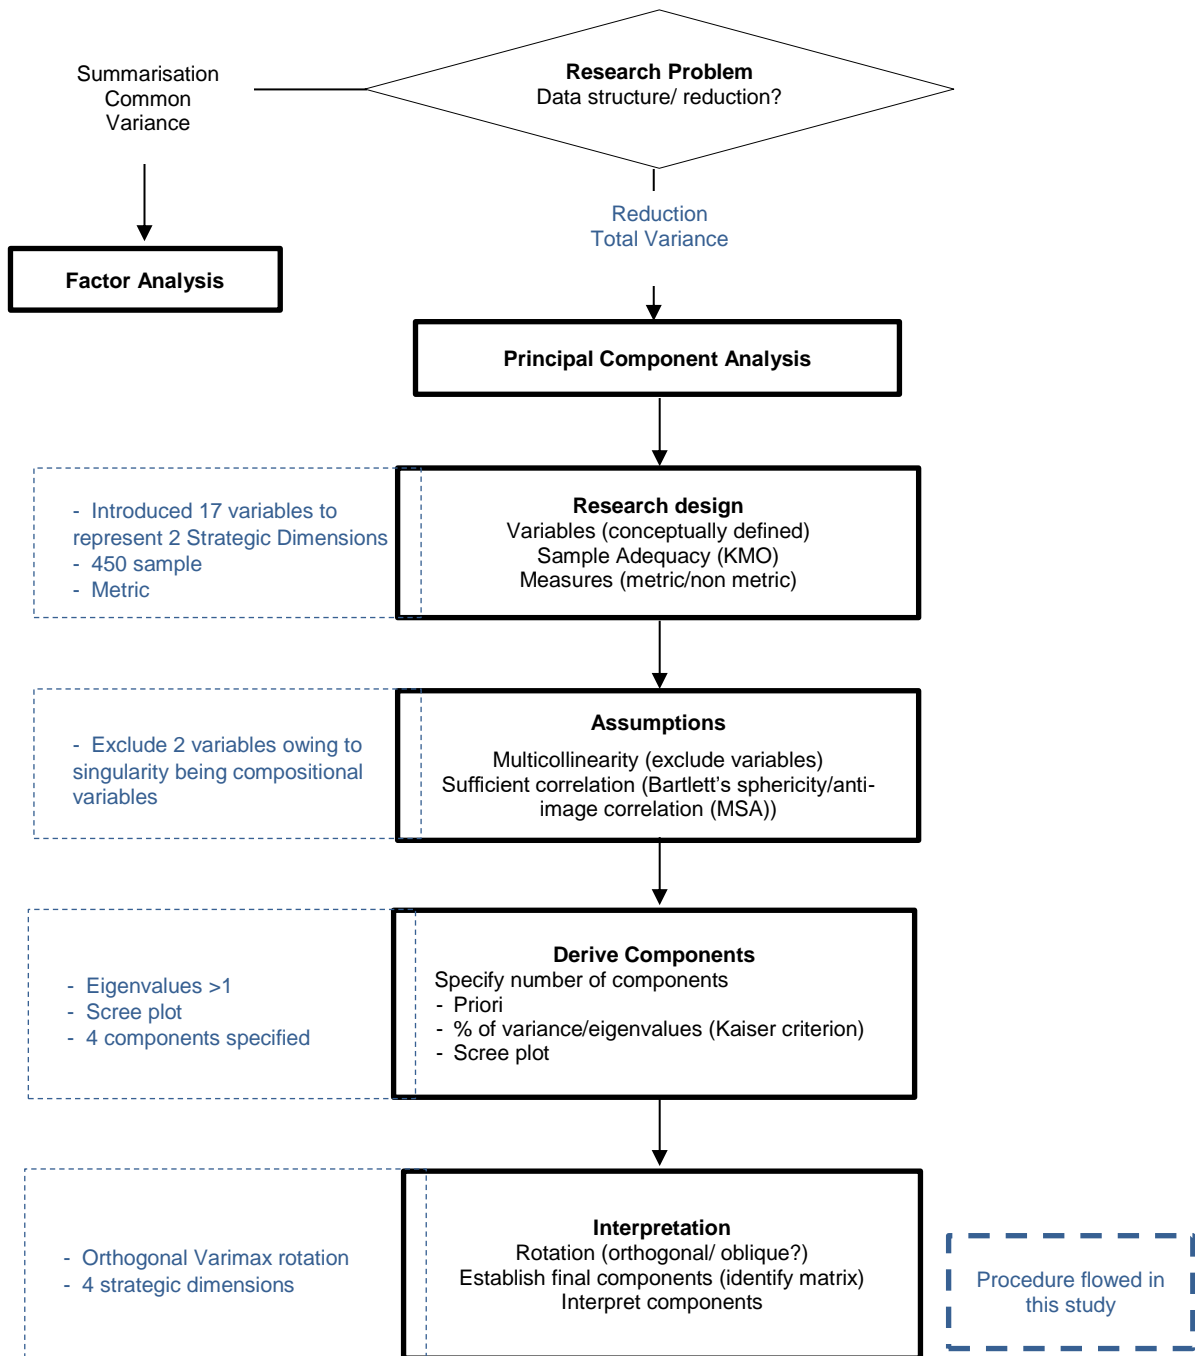 Research Problem
Data structure/ reduction?
Summarisation
Common
Variance
Reduction
Total Variance
Factor Analysis
Principal Component Analysis
- Introduced 17 variables to
represent 2 Strategic Dimensions
- 450 sample
- Metric
Research design
Variables (conceptually defined)
Sample Adequacy (KMO)
Measures (metric/non metric)
- Exclude 2 variables owing to
singularity being compositional
variables
Assumptions
Multicollinearity (exclude variables)
Sufficient correlation (Bartlett’s sphericity/anti-
image correlation (MSA))
- Eigenvalues >1
- Scree plot
- 4 components specified
Derive Components
Specify number of components
- Priori
- % of variance/eigenvalues (Kaiser criterion)
- Scree plot
- Orthogonal Varimax rotation
- 4 strategic dimensions
Interpretation
Rotation (orthogonal/ oblique?)
Establish final components (identify matrix)
Interpret components
Procedure flowed in
this study